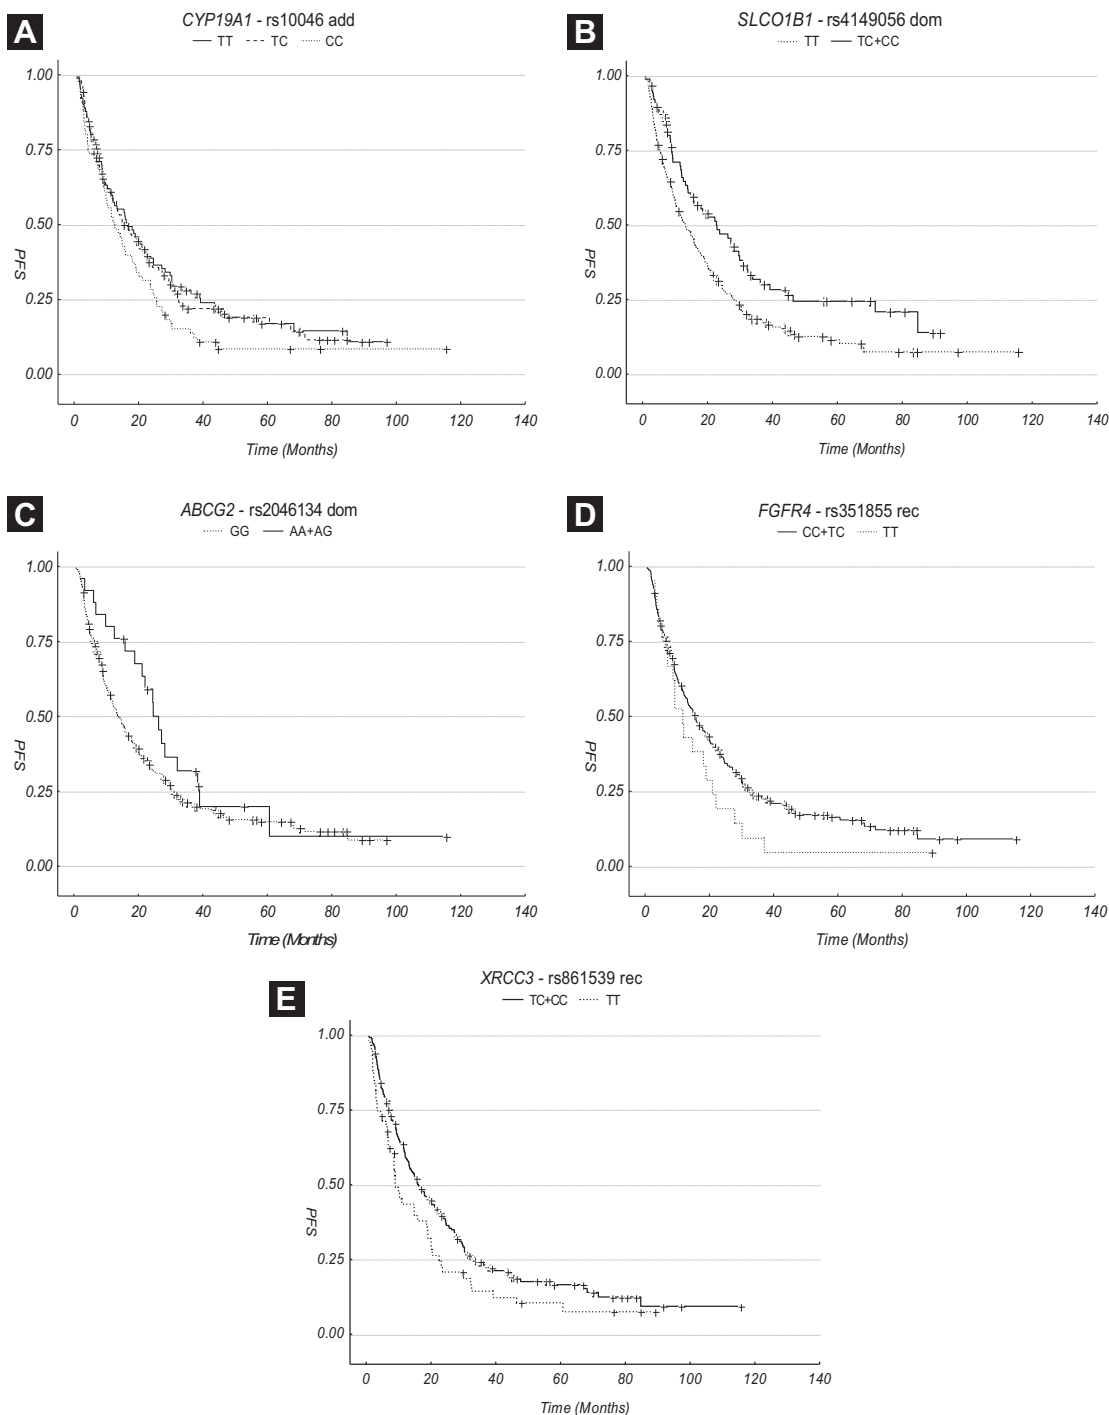 A
CYP19A1 - rs10046 add
TT TC CC
1.00
0.75
0.50
0.25
0.00
PFS
0 20 40 60 80 100 120 140
Time (Months)
B
SLCO1B1 - rs4149056 dom
TT TC+CC
1.00
0.75
0.50
0.25
0.00
PFS
0 20 40 60 80 100 120 140
Time (Months)
C
ABCG2 - rs2046134 dom
GG AA+AG
1.00
0.75
0.50
0.25
0.00
PFS
0 20 40 60 80 100 120 140
Time (Months)
D
FGFR4 - rs351855 rec
CC+TC TT
1.00
0.75
0.50
0.25
0.00
PFS
0 20 40 60 80 100 120 140
Time (Months)
E
XRCC3 - rs861539 rec
TC+CC TT
1.00
0.75
0.50
0.25
0.00
PFS
0 20 40 60 80 100 120 140
Time (Months)